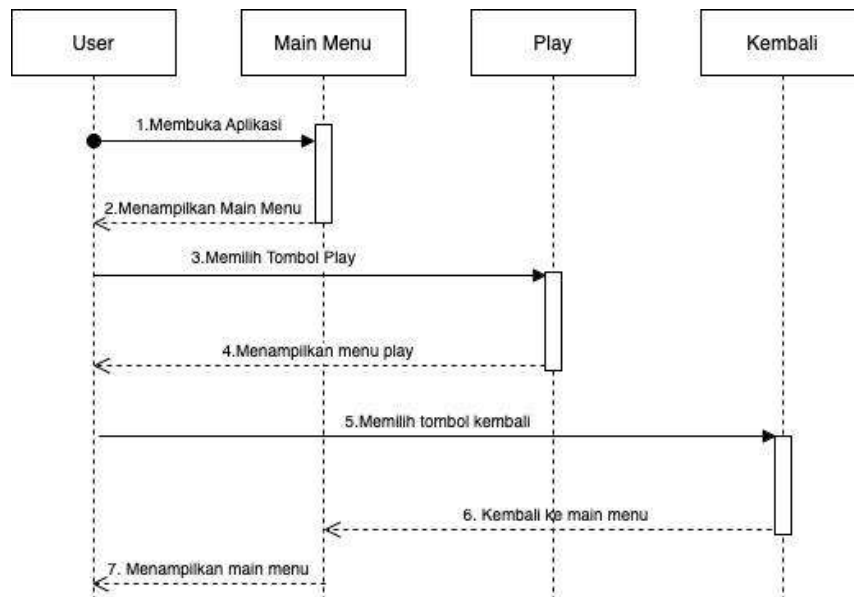 User
Main Menu
Play
Kembali
1.Membuka Aplikasi
2.Menampilkan Main Menu
3.Memilih Tombol Play
4.Menampilkan menu play
5.Memilih tombol kembali
6. Kembali ke main menu
7. Menampilkan main menu